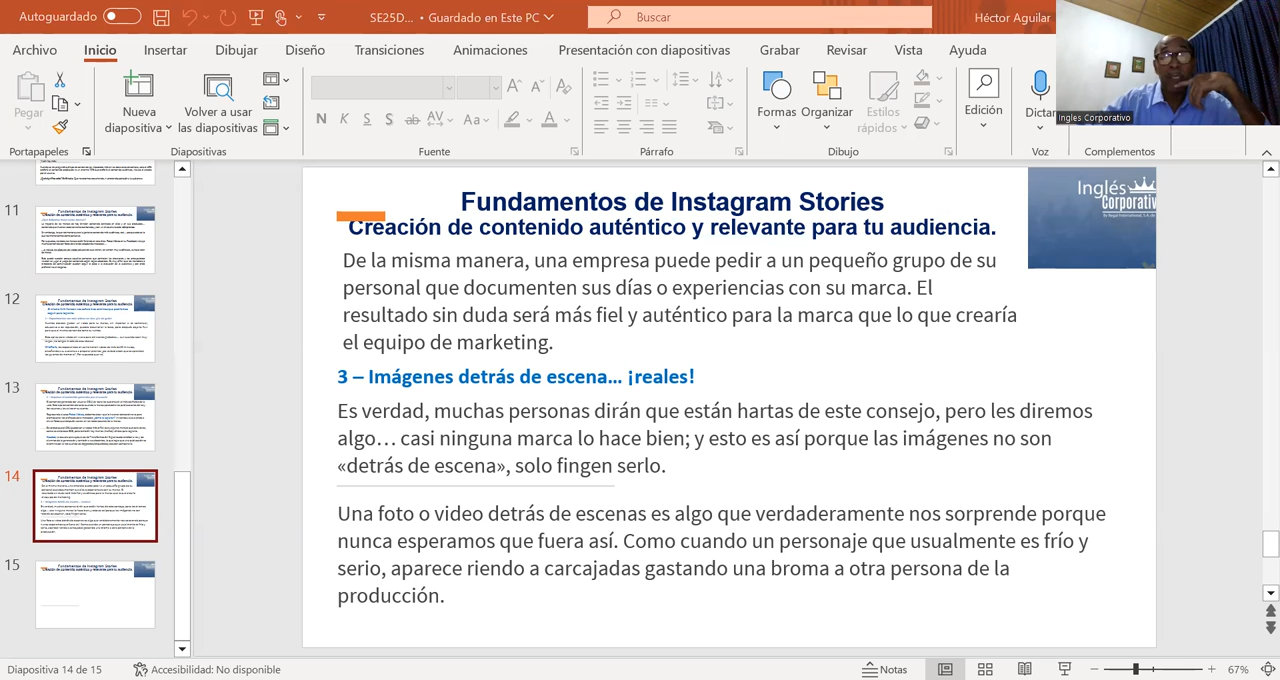 Autoguardado
SE25D... • Guardado en Este PC
Buscar
Héctor Aguilar
Archivo
Inicio
Insertar
Dibujar
Diseño
Transiciones
Animaciones
Presentación con diapositivas
Grabar
Revisar
Vista
Ayuda
Ingles Corporativo
Pegar
Nueva
diapositiva
Volver a usar
las diapositivas
N K S S ab AV Aa A
Formas
Organizar
Estilos
rápidos
Edición
Dictar
Portapapeles
Diapositivas
Fuente
Párrafo
Dibujo
Voz
Complementos
11
12
13
14
15
Fundamentos de Instagram Stories
Creación de contenido auténtico y relevante para tu audiencia.
Inglés
Corporativo
De la misma manera, una empresa puede pedir a un pequeño grupo de su
personal que documenten sus días o experiencias con su marca. El
resultado sin duda será más fiel y auténtico para la marca que lo que crearía
el equipo de marketing.
3 – Imágenes detrás de escena... ¡reales!
Es verdad, muchas personas dirán que están hartas de este consejo, pero les diremos
algo... casi ninguna marca lo hace bien; y esto es así porque las imágenes no son
«detrás de escena», solo fingen serlo.
Una foto o video detrás de escenas es algo que verdaderamente nos sorprende porque
nunca esperamos que fuera así. Como cuando un personaje que usualmente es frío y
serio, aparece riendo a carcajadas gastando una broma a otra persona de la
producción.
Diapositiva 14 de 15
Accesibilidad: No disponible
Notas
67%